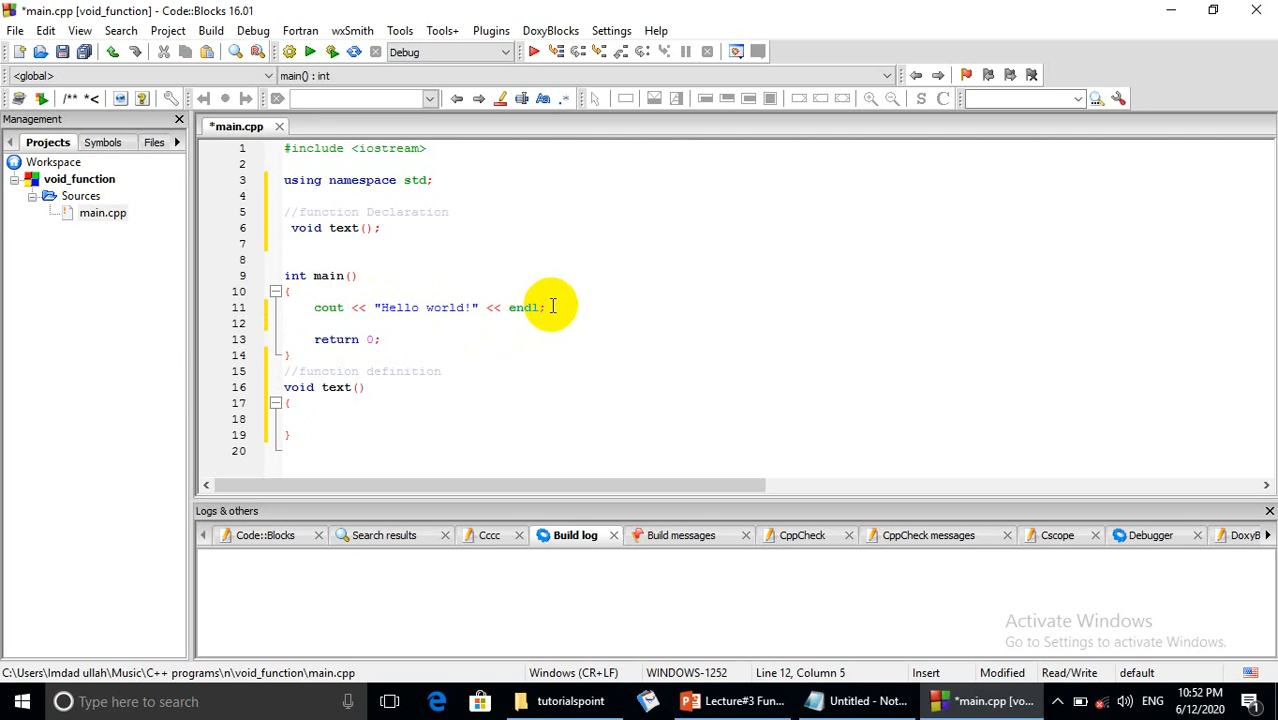 *main.cpp [void_function] - Code::Blocks 16.01
File Edit View Search Project Build Debug Fortran wxSmith Tools Tools+ Plugins DoxyBlocks Settings Help
Debug
<global> main() : int
/** *< S C
Management
Projects Symbols Files
*main.cpp
Workspace
void_function
Sources
main.cpp
1 #include <iostream>
2
3 using namespace std;
4
5 //function Declaration
6 void text();
7
8
9 int main()
10 {
11 cout << "Hello world!" << endl;
12
13 return 0;
14 }
15 //function definition
16 void text()
17 {
18
19 }
20
Logs & others
Code::Blocks Search results Cccc Build log Build messages CppCheck CppCheck messages Cscope Debugger DoxyB
Activate Windows
Go to Settings to activate Windows.
C:\Users\Imdad ullah\Music\C++ programs\n\void_function\main.cpp Windows (CR+LF) WINDOWS-1252 Line 12, Column 5 Insert Modified Read/Write default
Type here to search tutorialspoint Lecture#3 Fun... Untitled - Not... *main.cpp [vo... ENG 10:52 PM
6/12/2020